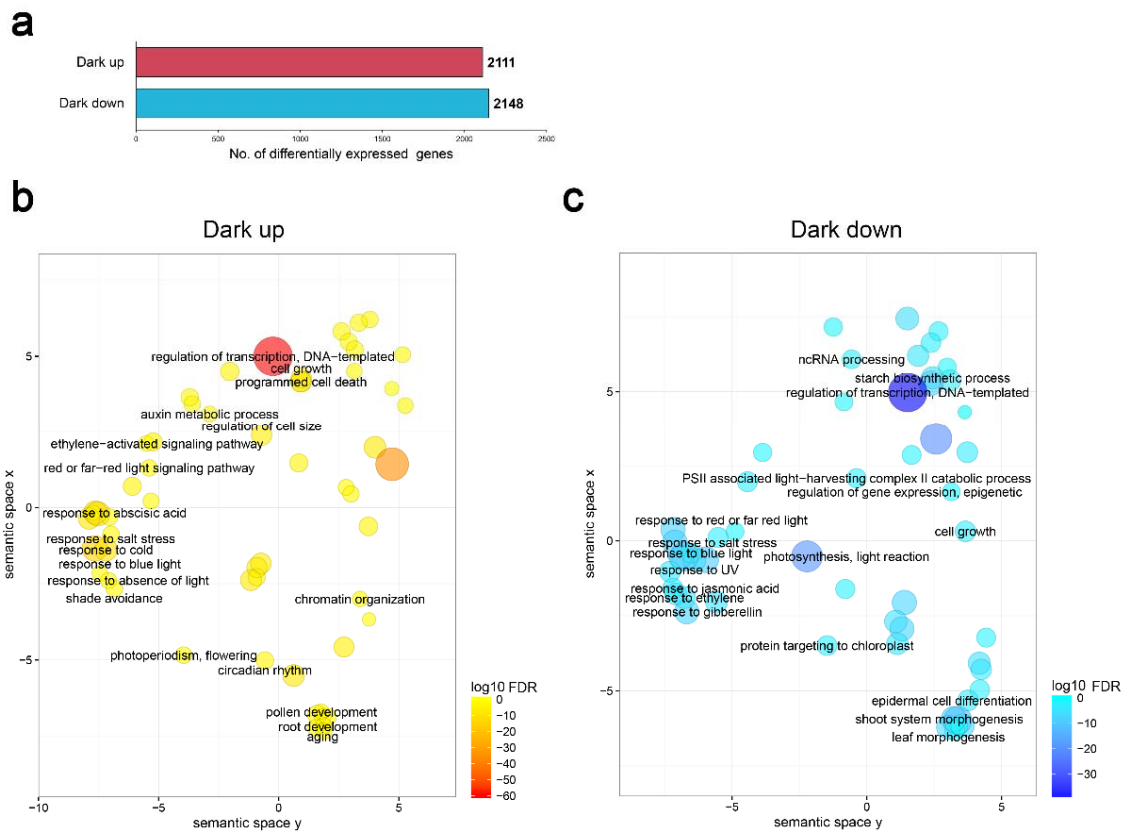 a
Dark up
2111
Dark down
2148
0 500 1000 1500 2000 2500
No. of differentially expressed genes
b
Dark up
semantic space x
5
0
−5
−10 −5 0 5
semantic space y
regulation of transcription, DNA-templated
cell growth
programmed cell death
auxin metabolic process
regulation of cell size
ethylene-activated signaling pathway
red or far-red light signaling pathway
response to abscisic acid
response to salt stress
response to cold
response to blue light
response to absence of light
shade avoidance
chromatin organization
photoperiodism, flowering
circadian rhythm
pollen development
root development
aging
log10 FDR
0
−10
−20
−30
−40
−50
−60
c
Dark down
semantic space x
5
0
−5
−5 0 5
semantic space y
ncRNA processing
starch biosynthetic process
regulation of transcription, DNA-templated
PSII associated light-harvesting complex II catabolic process
regulation of gene expression, epigenetic
response to red or far red light
cell growth
response to salt stress
response to blue light
photosynthesis, light reaction
response to UV
response to jasmonic acid
response to ethylene
response to gibberellin
protein targeting to chloroplast
epidermal cell differentiation
shoot system morphogenesis
leaf morphogenesis
log10 FDR
0
−10
−20
−30